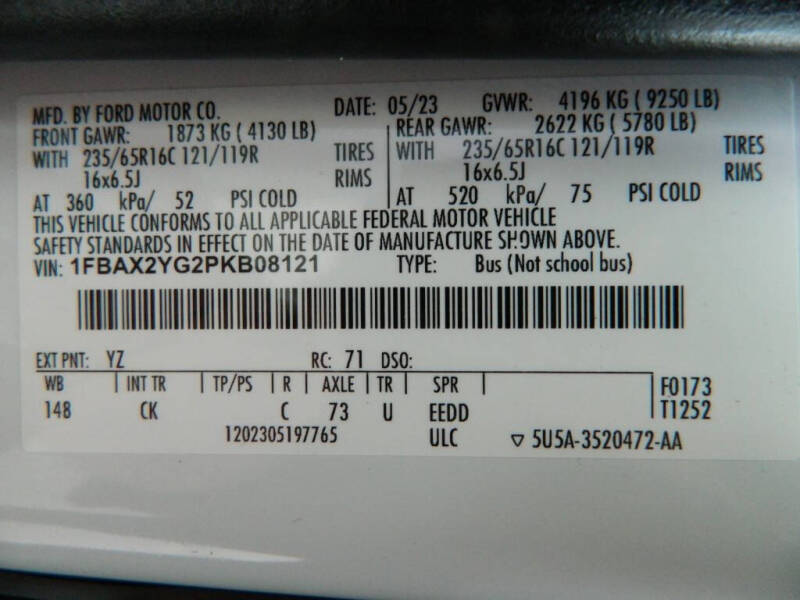 MFD. BY FORD MOTOR CO. DATE: 05/23 GVWR: 4196 KG ( 9250 LB)
FRONT GAWR: 1873 KG ( 4130 LB) REAR GAWR: 2622 KG ( 5780 LB)
WITH 235/65R16C 121/119R TIRES WITH 235/65R16C 121/119R TIRES
16x6.5J RIMS 16x6.5J RIMS
AT 360 kPa/ 52 PSI COLD AT 520 kPa/ 75 PSI COLD
THIS VEHICLE CONFORMS TO ALL APPLICABLE FEDERAL MOTOR VEHICLE
SAFETY STANDARDS IN EFFECT ON THE DATE OF MANUFACTURE SHOWN ABOVE.
VIN: 1FBAX2YG2PKB08121 TYPE: Bus (Not school bus)
EXT PNT: YZ RC: 71 DSO:
WB INT TR TP/PS R AXLE TR SPR F0173
148 CK C 73 U EEDD T1252
1202305197765 ULC ▽ 5U5A-3520472-AA